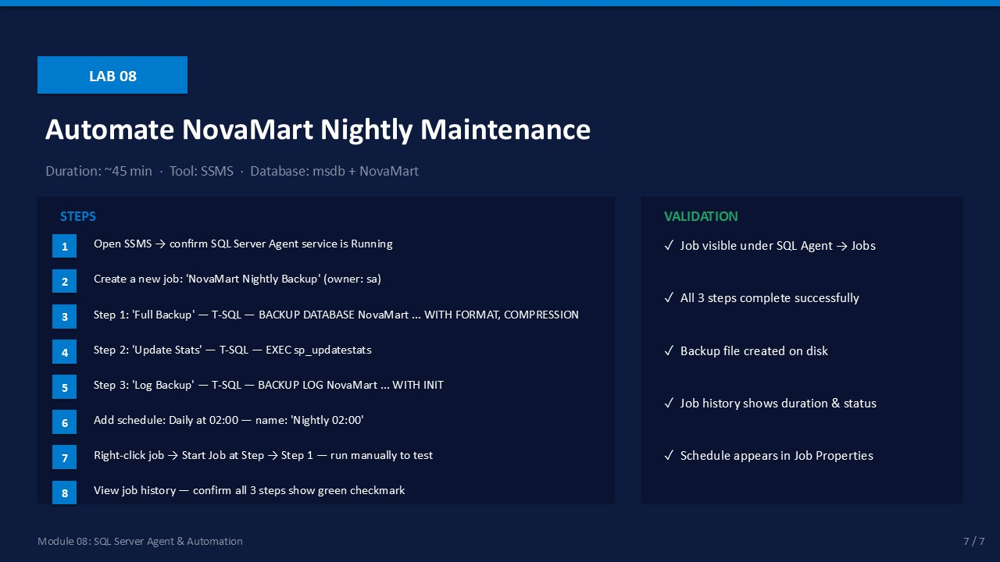 LAB 08
Automate NovaMart Nightly Maintenance
Duration: ~45 min · Tool: SSMS · Database: msdb + NovaMart
STEPS
1 Open SSMS → confirm SQL Server Agent service is Running
2 Create a new job: 'NovaMart Nightly Backup' (owner: sa)
3 Step 1: 'Full Backup' — T-SQL — BACKUP DATABASE NovaMart ... WITH FORMAT, COMPRESSION
4 Step 2: 'Update Stats' — T-SQL — EXEC sp_updatestats
5 Step 3: 'Log Backup' — T-SQL — BACKUP LOG NovaMart ... WITH INIT
6 Add schedule: Daily at 02:00 — name: 'Nightly 02:00'
7 Right-click job → Start Job at Step → Step 1 — run manually to test
8 View job history — confirm all 3 steps show green checkmark
VALIDATION
✓ Job visible under SQL Agent → Jobs
✓ All 3 steps complete successfully
✓ Backup file created on disk
✓ Job history shows duration & status
✓ Schedule appears in Job Properties
Module 08: SQL Server Agent & Automation
7 / 7